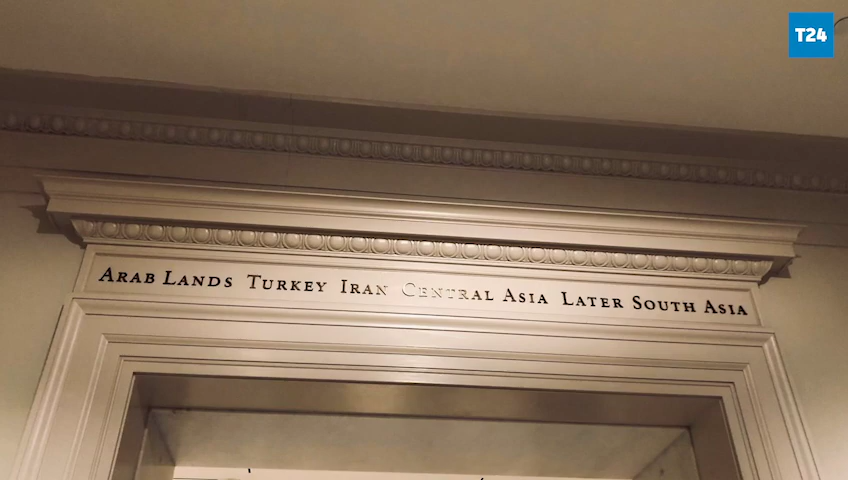 T24
ARAB LANDS TURKEY IRAN CENTRAL ASIA LATER SOUTH ASIA